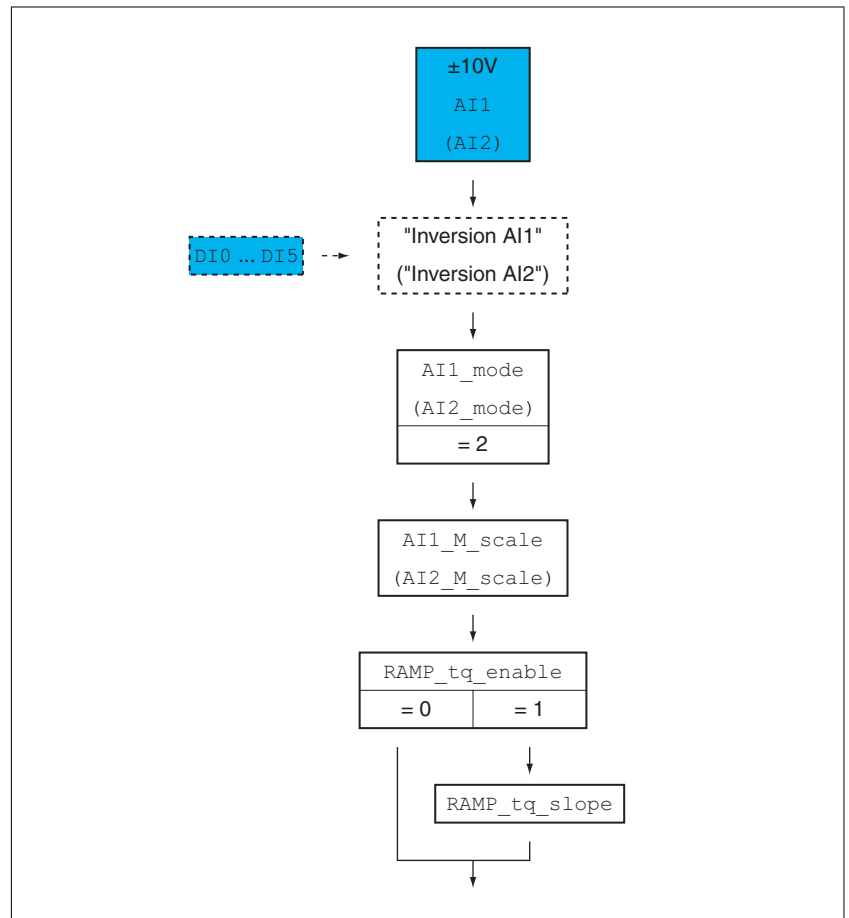 ±10V
AI1
(AI2)
DI0 ... DI5
"Inversion AI1"
("Inversion AI2")
AI1_mode
(AI2_mode)
= 2
AI1_M_scale
(AI2_M_scale)
RAMP_tq_enable
= 0
= 1
RAMP_tq_slope